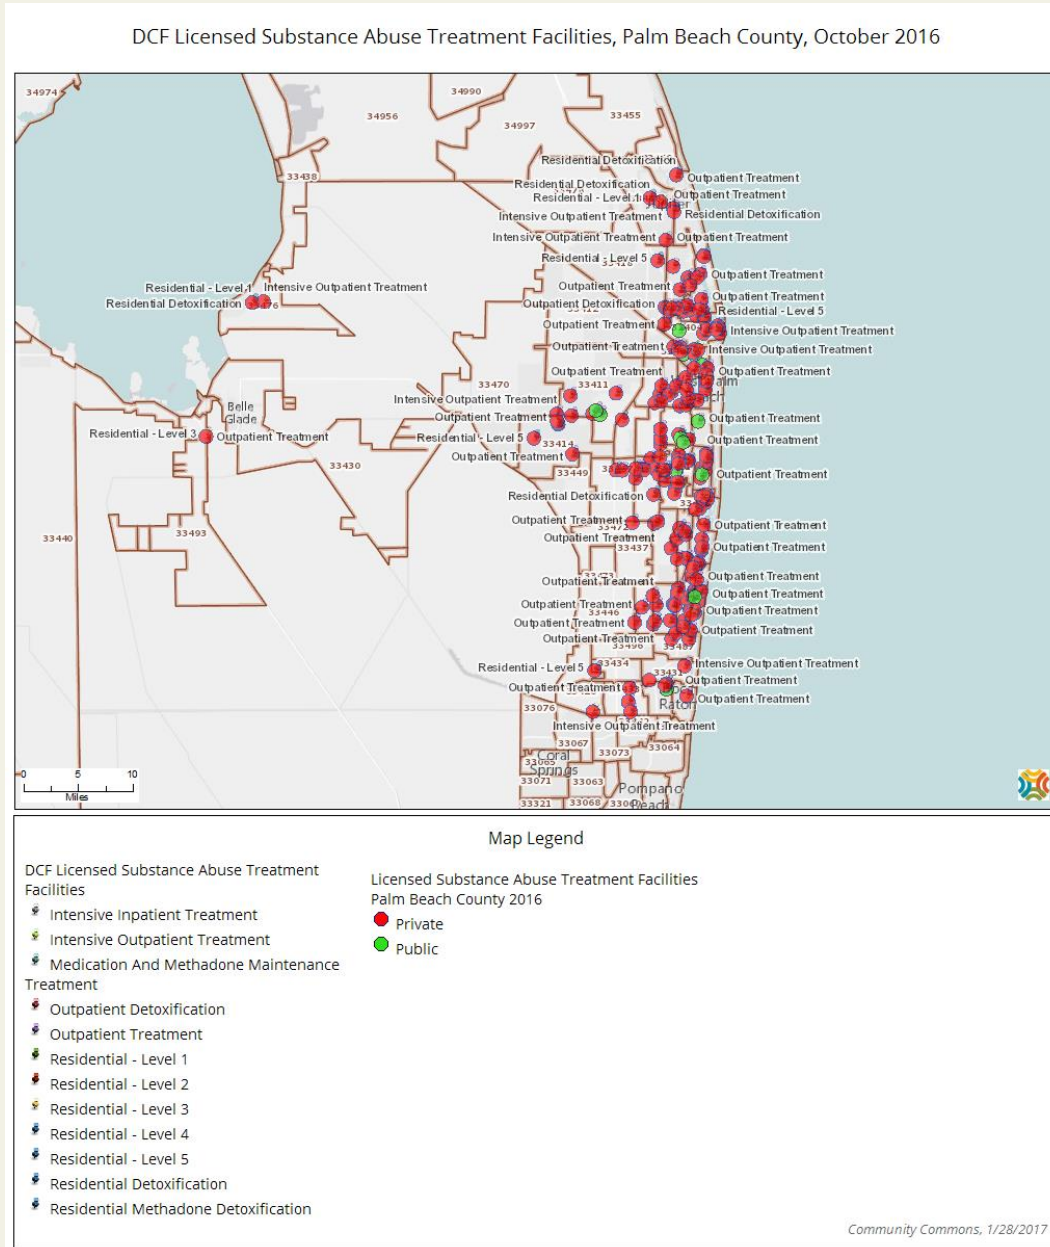 DCF Licensed Substance Abuse Treatment Facilities, Palm Beach County, October 2016
34974
34990
34956
34997
33455
33438
Residential Detoxification
Outpatient Treatment
Residential Detoxification
Outpatient Treatment
Residential - Level 1
Intensive Outpatient Treatment
Residential Detoxification
Intensive Outpatient Treatment
Outpatient Treatment
Residential - Level 5
Outpatient Treatment
Residential - Level 1
Intensive Outpatient Treatment
Outpatient Treatment
Outpatient Treatment
Residential Detoxification
Outpatient Detoxification
Residential - Level 5
Outpatient Treatment
Intensive Outpatient Treatment
Outpatient Treatment
Intensive Outpatient Treatment
Outpatient Treatment
Outpatient Treatment
33470
33411
Intensive Outpatient Treatment
Belle
Glade
Outpatient Treatment
Outpatient Treatment
Residential - Level 3
Outpatient Treatment
Residential - Level 5
33414
Outpatient Treatment
Outpatient Treatment
33430
33449
Outpatient Treatment
Residential Detoxification
Outpatient Treatment
Outpatient Treatment
33440
33493
Outpatient Treatment
33437
Outpatient Treatment
Outpatient Treatment
Outpatient Treatment
Outpatient Treatment
Outpatient Treatment
33446
Outpatient Treatment
Outpatient Treatment
Outpatient Treatment
Outpatient Treatment
33434
Residential - Level 5
Intensive Outpatient Treatment
33431
Outpatient Treatment
Outpatient Treatment
Outpatient Treatment
Raton
33076
Intensive Outpatient Treatment
33067
33073
33064
Coral
33065
Springs
33071
33063
Pompano
Beach
33321
33068
0 5 10
Miles
Map Legend
DCF Licensed Substance Abuse Treatment
Facilities
Intensive Inpatient Treatment
Intensive Outpatient Treatment
Medication And Methadone Maintenance
Treatment
Outpatient Detoxification
Outpatient Treatment
Residential - Level 1
Residential - Level 2
Residential - Level 3
Residential - Level 4
Residential - Level 5
Residential Detoxification
Residential Methadone Detoxification
Licensed Substance Abuse Treatment Facilities
Palm Beach County 2016
Private
Public
Community Commons, 1/28/2017